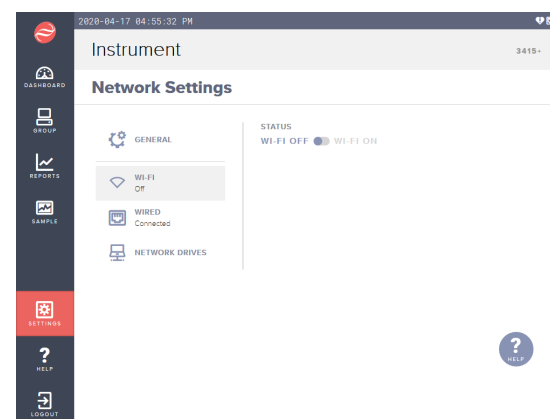 2020-04-17 04:55:32 PM
Instrument
3415-
DASHBOARD
Network Settings
GROUP
REPORTS
SAMPLE
SETTINGS
HELP
LOGOUT
GENERAL
WI-FI
Off
WIRED
Connected
NETWORK DRIVES
STATUS
WI-FI OFF WI-FI ON
? HELP